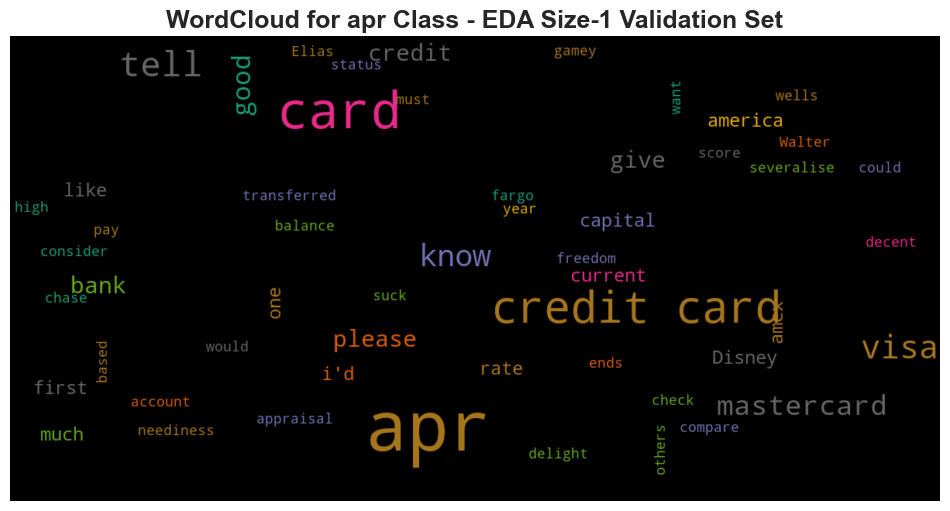 WordCloud for apr Class - EDA Size-1 Validation Set
Elias
gamey
credit
tell
status
good
card
must
want
wells
america
Walter
score
give
severalise
could
like
transferred
fargo
high
year
capital
balance
pay
decent
consider
know
freedom
current
bank
chase
suck
one
credit card
amex
please
would
visa
based
Disney
rate
ends
i'd
first
account
check
mastercard
apr
appraisal
compare
neediness
much
others
delight